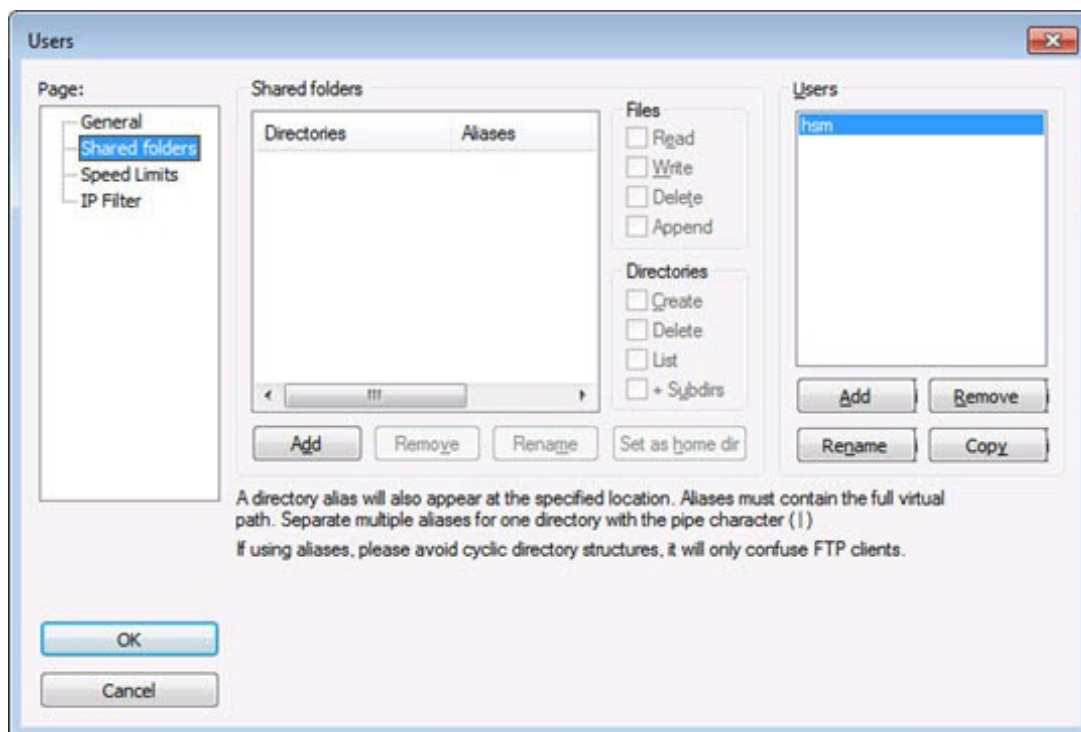 Users
Page:
General
Shared folders
Speed Limits
IP Filter
Shared folders
Directories Aliases
Files
Read
Write
Delete
Append
Directories
Create
Delete
List
+ Subdirs
Add Remove Rename Set as home dir
Users
hsm
Add Remove
Rename Copy
A directory alias will also appear at the specified location. Aliases must contain the full virtual
path. Separate multiple aliases for one directory with the pipe character ( | )
If using aliases, please avoid cyclic directory structures, it will only confuse FTP clients.
OK
Cancel